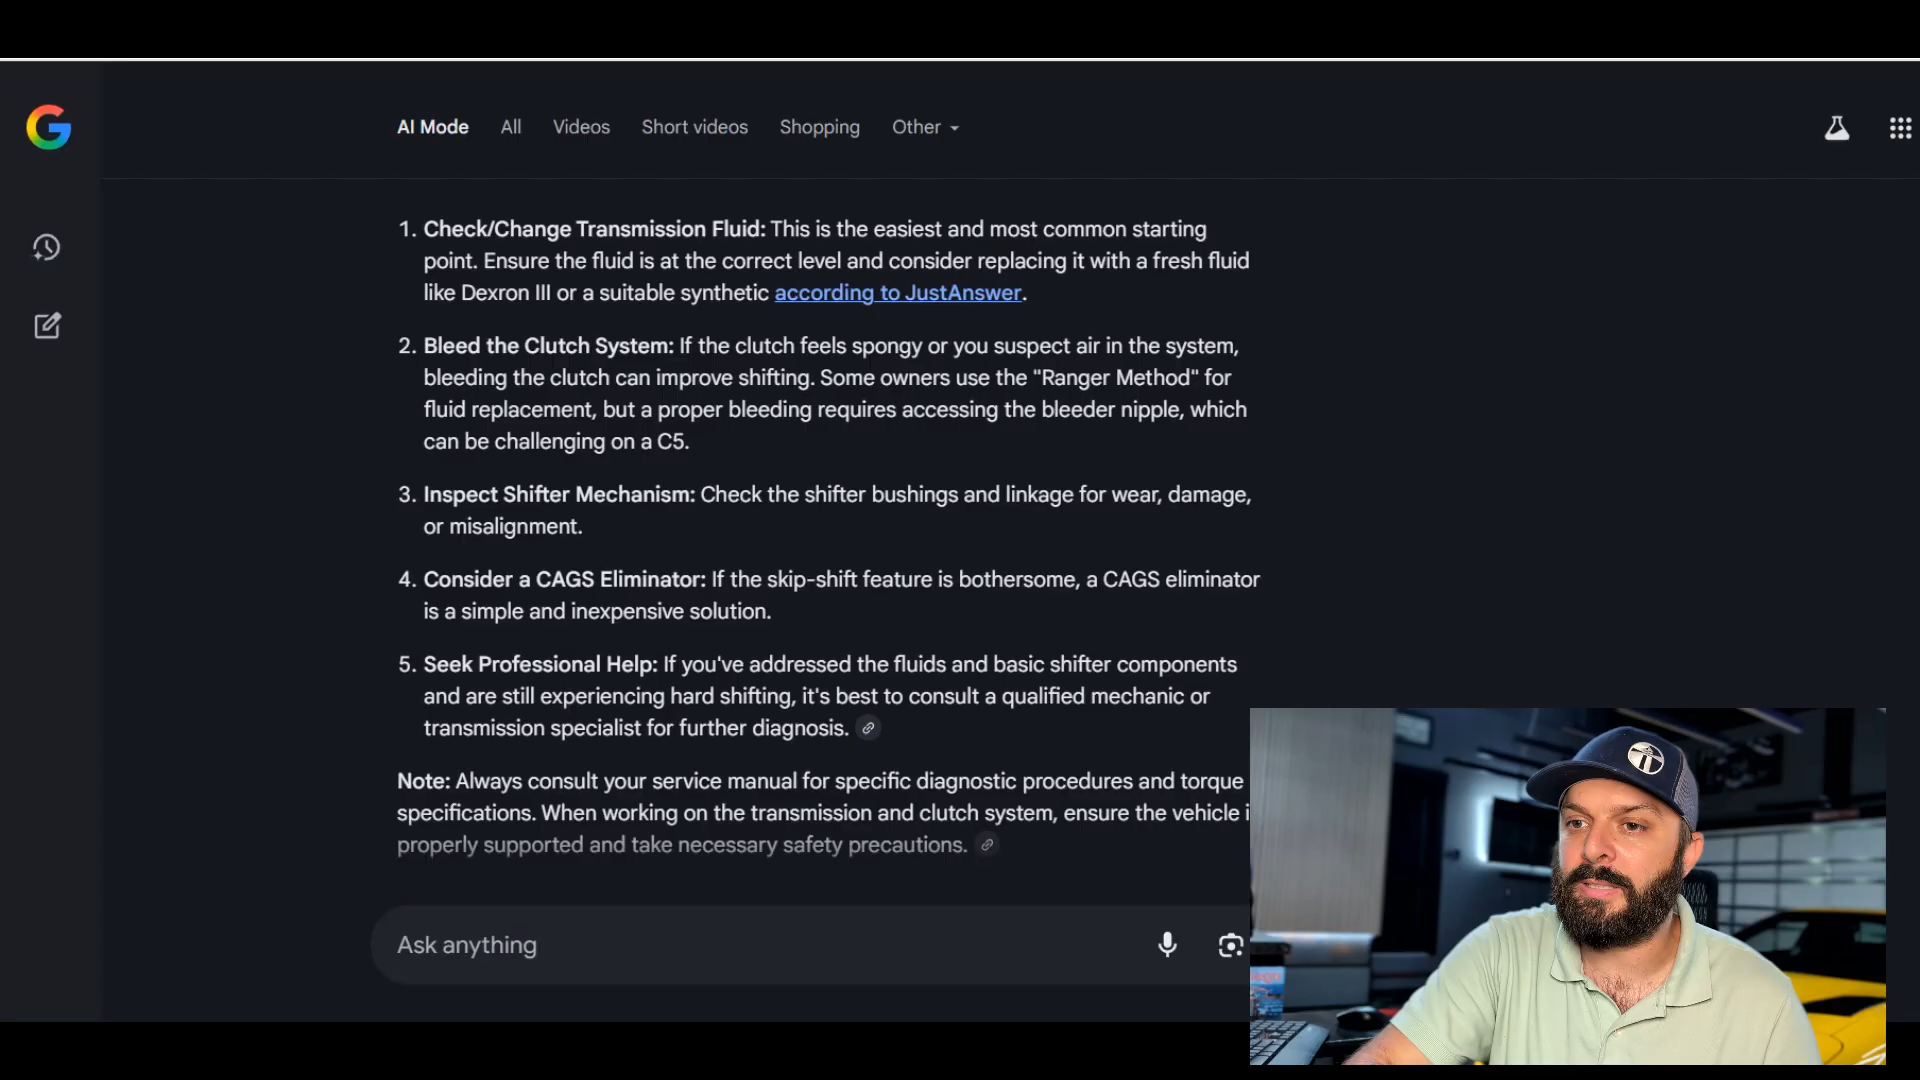 AI Mode All Videos Short videos Shopping Other
1. Check/Change Transmission Fluid: This is the easiest and most common starting
point. Ensure the fluid is at the correct level and consider replacing it with a fresh fluid
like Dexron III or a suitable synthetic according to JustAnswer.
2. Bleed the Clutch System: If the clutch feels spongy or you suspect air in the system,
bleeding the clutch can improve shifting. Some owners use the "Ranger Method" for
fluid replacement, but a proper bleeding requires accessing the bleeder nipple, which
can be challenging on a C5.
3. Inspect Shifter Mechanism: Check the shifter bushings and linkage for wear, damage,
or misalignment.
4. Consider a CAGS Eliminator: If the skip-shift feature is bothersome, a CAGS eliminator
is a simple and inexpensive solution.
5. Seek Professional Help: If you've addressed the fluids and basic shifter components
and are still experiencing hard shifting, it's best to consult a qualified mechanic or
transmission specialist for further diagnosis.
Note: Always consult your service manual for specific diagnostic procedures and torque
specifications. When working on the transmission and clutch system, ensure the vehicle i
properly supported and take necessary safety precautions.
Ask anything